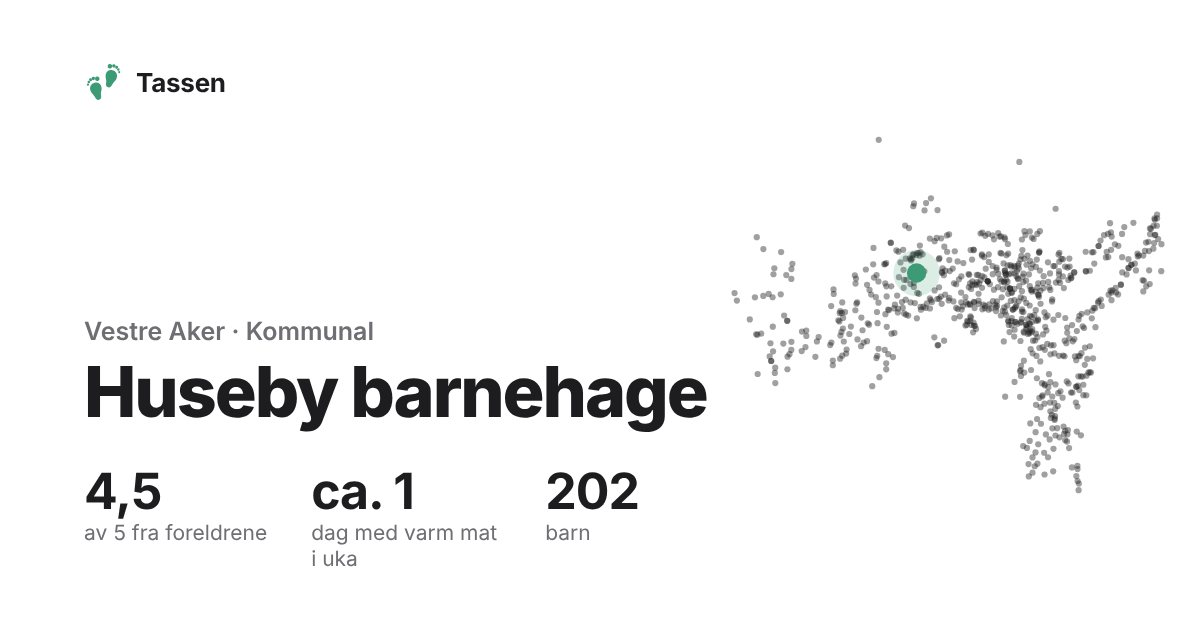 Tassen
Vestre Aker · Kommunal
Huseby barnehage
4,5
av 5 fra foreldrene
ca. 1
dag med varm mat
i uka
202
barn